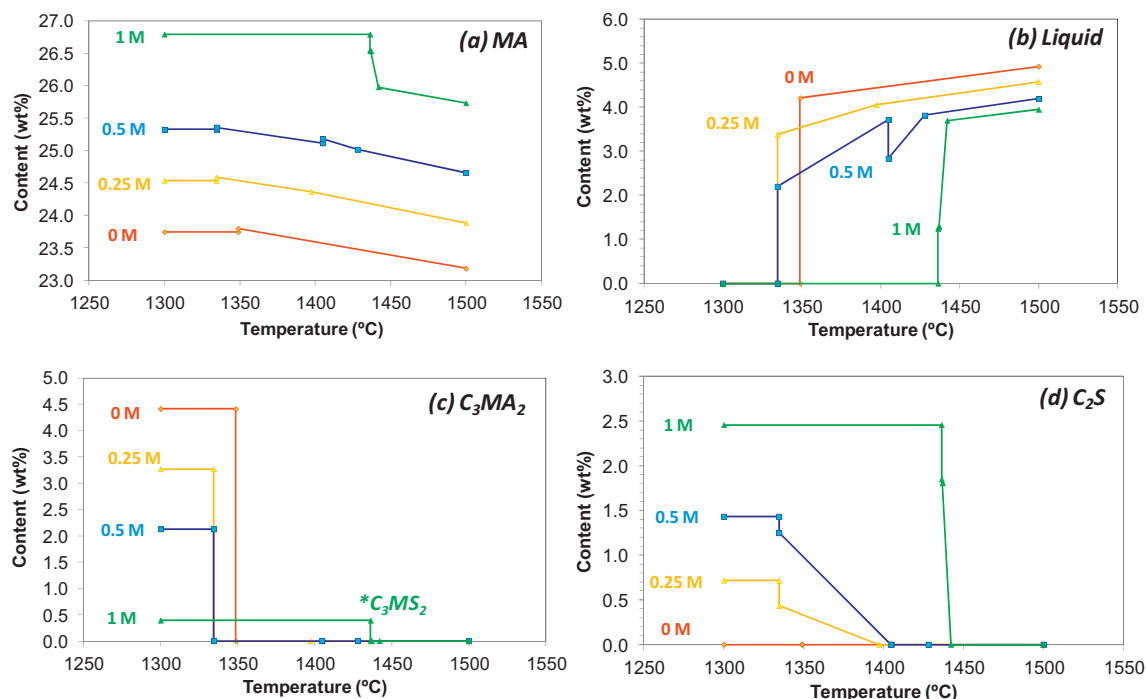 27.0
26.5
26.0
25.5
25.0
24.5
24.0
23.5
23.0
1250 1300 1350 1400 1450 1500 1550
Content (wt%)
Temperature (ºC)
(a) MA
1 M
0.5 M
0.25 M
0 M
6.0
5.0
4.0
3.0
2.0
1.0
0.0
1250 1300 1350 1400 1450 1500 1550
Content (wt%)
Temperature (ºC)
(b) Liquid
0 M
0.25 M
0.5 M
1 M
5.0
4.5
4.0
3.5
3.0
2.5
2.0
1.5
1.0
0.5
0.0
1250 1300 1350 1400 1450 1500 1550
Content (wt%)
Temperature (ºC)
(c) C₃MA₂
0 M
0.25 M
0.5 M
1 M
*C₃MS₂
3.0
2.5
2.0
1.5
1.0
0.5
0.0
1250 1300 1350 1400 1450 1500 1550
Content (wt%)
Temperature (ºC)
(d) C₂S
1 M
0.5 M
0.25 M
0 M